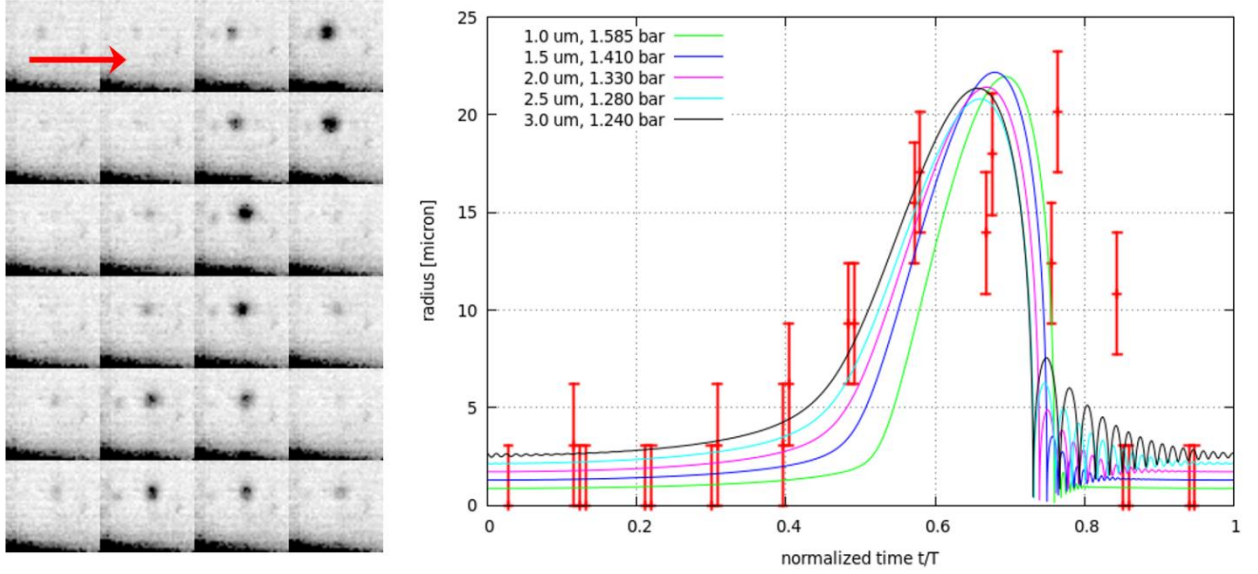 25
1.0 um, 1.585 bar
1.5 um, 1.410 bar
20
2.0 um, 1.330 bar
2.5 um, 1.280 bar
3.0 um, 1.240 bar
15
radius [micron]
10
5
0
0 0.2 0.4 0.6 0.8 1
normalized time t/T